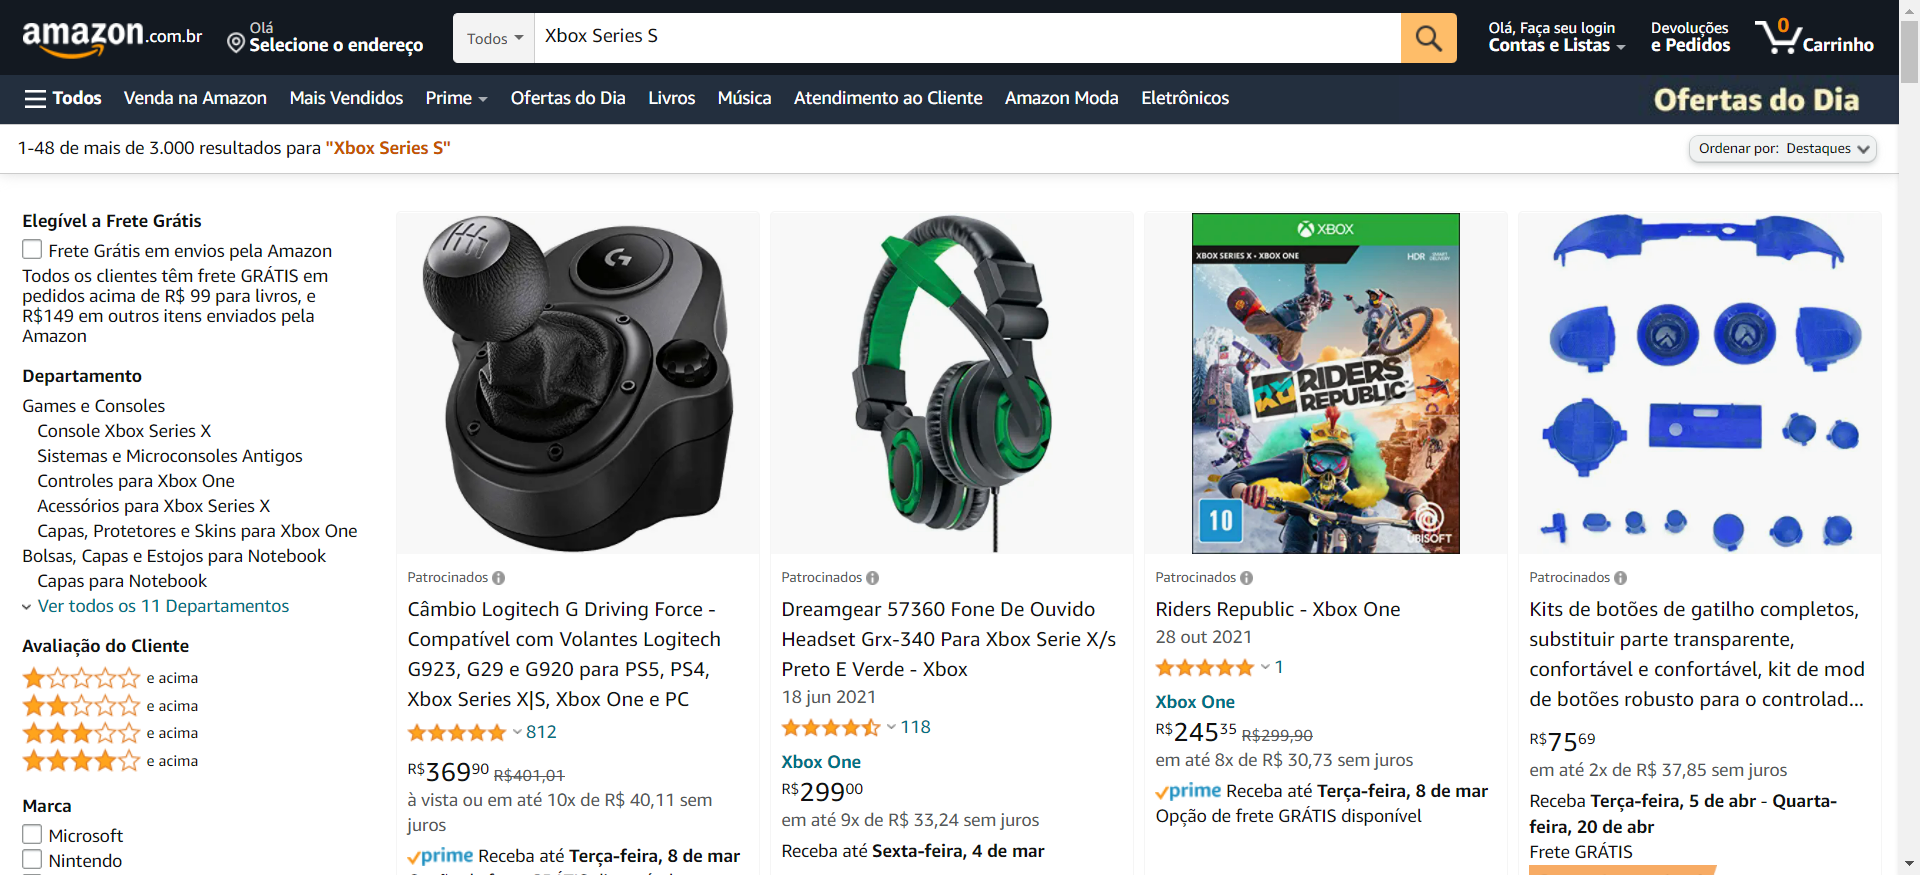 amazon.com.br
Olá
Selecione o endereço
Todos
Xbox Series S
Olá, Faça seu login
Contas e Listas
Devoluções
e Pedidos
0
Carrinho
Todos
Venda na Amazon
Mais Vendidos
Prime
Ofertas do Dia
Livros
Música
Atendimento ao Cliente
Amazon Moda
Eletrônicos
Ofertas do Dia
1-48 de mais de 3.000 resultados para "Xbox Series S"
Ordenar por: Destaques
Elegível a Frete Grátis
Frete Grátis em envios pela Amazon
Todos os clientes têm frete GRÁTIS em
pedidos acima de R$ 99 para livros, e
R$149 em outros itens enviados pela
Amazon
Departamento
Games e Consoles
Console Xbox Series X
Sistemas e Microconsoles Antigos
Controles para Xbox One
Acessórios para Xbox Series X
Capas, Protetores e Skins para Xbox One
Bolsas, Capas e Estojos para Notebook
Capas para Notebook
Ver todos os 11 Departamentos
Avaliação do Cliente
e acima
e acima
e acima
e acima
Marca
Microsoft
Nintendo
Patrocinados
Câmbio Logitech G Driving Force -
Compatível com Volantes Logitech
G923, G29 e G920 para PS5, PS4,
Xbox Series X|S, Xbox One e PC
812
R$36990 R$401,01
à vista ou em até 10x de R$ 40,11 sem
juros
prime Receba até Terça-feira, 8 de mar
Patrocinados
Dreamgear 57360 Fone De Ouvido
Headset Grx-340 Para Xbox Serie X/s
Preto E Verde - Xbox
18 jun 2021
118
Xbox One
R$29900
em até 9x de R$ 33,24 sem juros
Receba até Sexta-feira, 4 de mar
XBOX
XBOX SERIES X • XBOX ONE
HDR
SMART DELIVERY
RIDERS
REPUBLIC
10
UBISOFT
Patrocinados
Riders Republic - Xbox One
28 out 2021
1
Xbox One
R$24535 R$299,90
em até 8x de R$ 30,73 sem juros
prime Receba até Terça-feira, 8 de mar
Opção de frete GRÁTIS disponível
Patrocinados
Kits de botões de gatilho completos,
substituir parte transparente,
confortável e confortável, kit de mod
de botões robusto para o controlad...
R$7569
em até 2x de R$ 37,85 sem juros
Receba Terça-feira, 5 de abr - Quarta-
feira, 20 de abr
Frete GRÁTIS